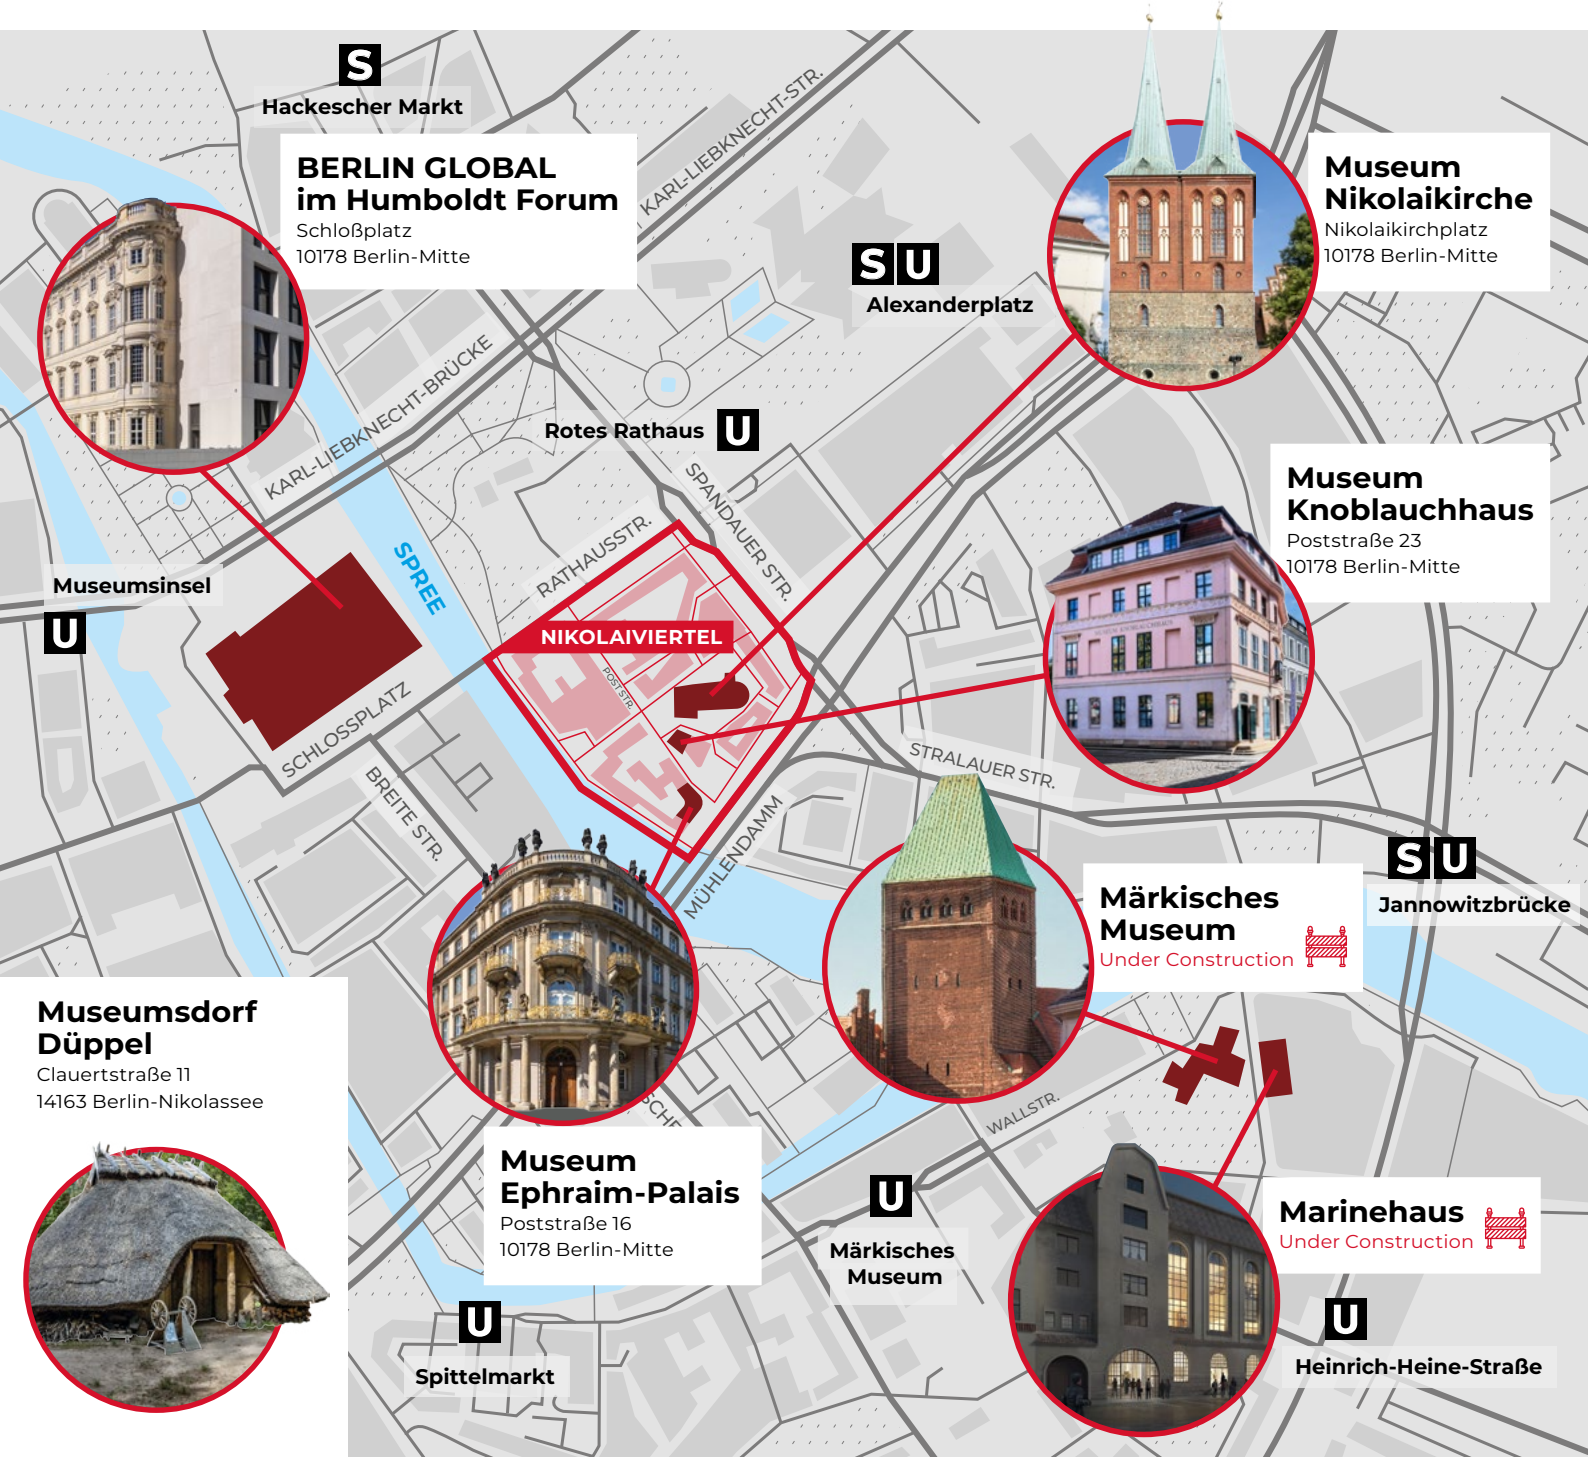 S
Hackescher Markt
BERLIN GLOBAL
im Humboldt Forum
Schloßplatz
10178 Berlin-Mitte
KARL-LIEBKNECHT-STR.
Museum
Nikolaikirche
Nikolaikirchplatz
10178 Berlin-Mitte
S U
Alexanderplatz
KARL-LIEBKNECHT-BRÜCKE
Rotes Rathaus U
SPANDAUER STR.
Museum
Knoblauchhaus
Poststraße 23
10178 Berlin-Mitte
RATHAUSSTR.
SPREE
Museumsinsel
U
NIKOLAIVIERTEL
POSTSTR.
MUSEUM KNOBLAUCHHAUS
SCHLOSSPLATZ
BREITE STR.
STRALAUER STR.
MÜHLENDAMM
S U
Jannowitzbrücke
Märkisches
Museum
Under Construction
Museumsdorf
Düppel
Clauertstraße 11
14163 Berlin-Nikolassee
WALLSTR.
Museum
Ephraim-Palais
Poststraße 16
10178 Berlin-Mitte
U
Märkisches
Museum
Marinehaus
Under Construction
U
Spittelmarkt
U
Heinrich-Heine-Straße